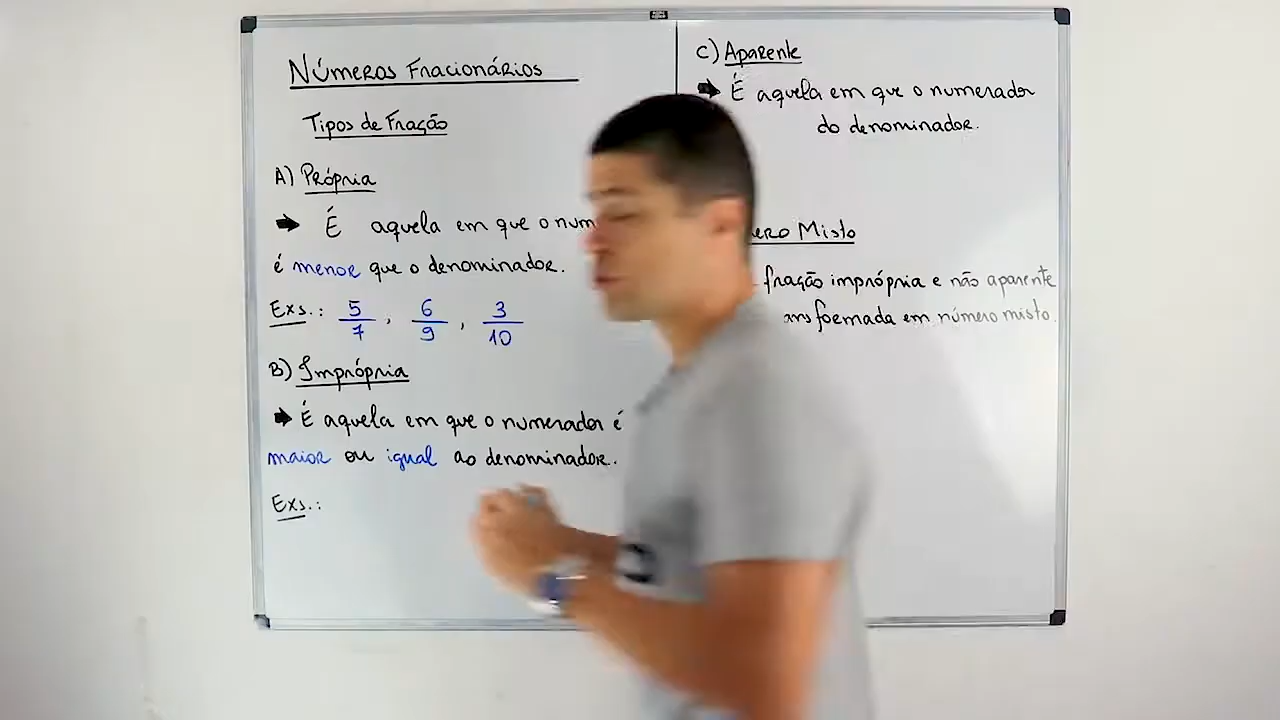 Números Fracionários
Tipos de Fração
A) Própria
É aquela em que o num
é menor que o denominador.
Exs.: 5/7, 6/9, 3/10
B) Imprópria
É aquela em que o numerador é
maior ou igual ao denominador.
Exs.:
C) Aparente
É aquela em que o numerador
do denominador.
ero Misto
fração imprópria e não aparente
ansformada em número misto.